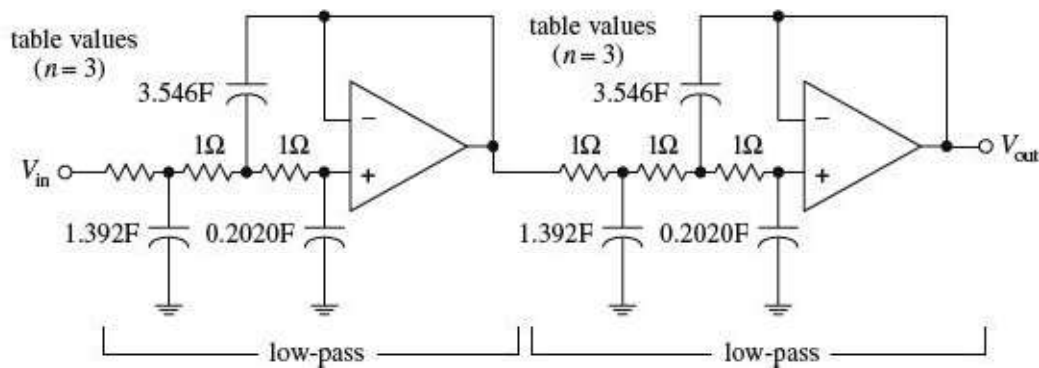 table values
(n = 3)
3.546F
1Ω
1Ω
−
+
V_in
1.392F
0.2020F
low-pass
table values
(n = 3)
3.546F
1Ω
1Ω
1Ω
−
+
V_out
1.392F
0.2020F
low-pass